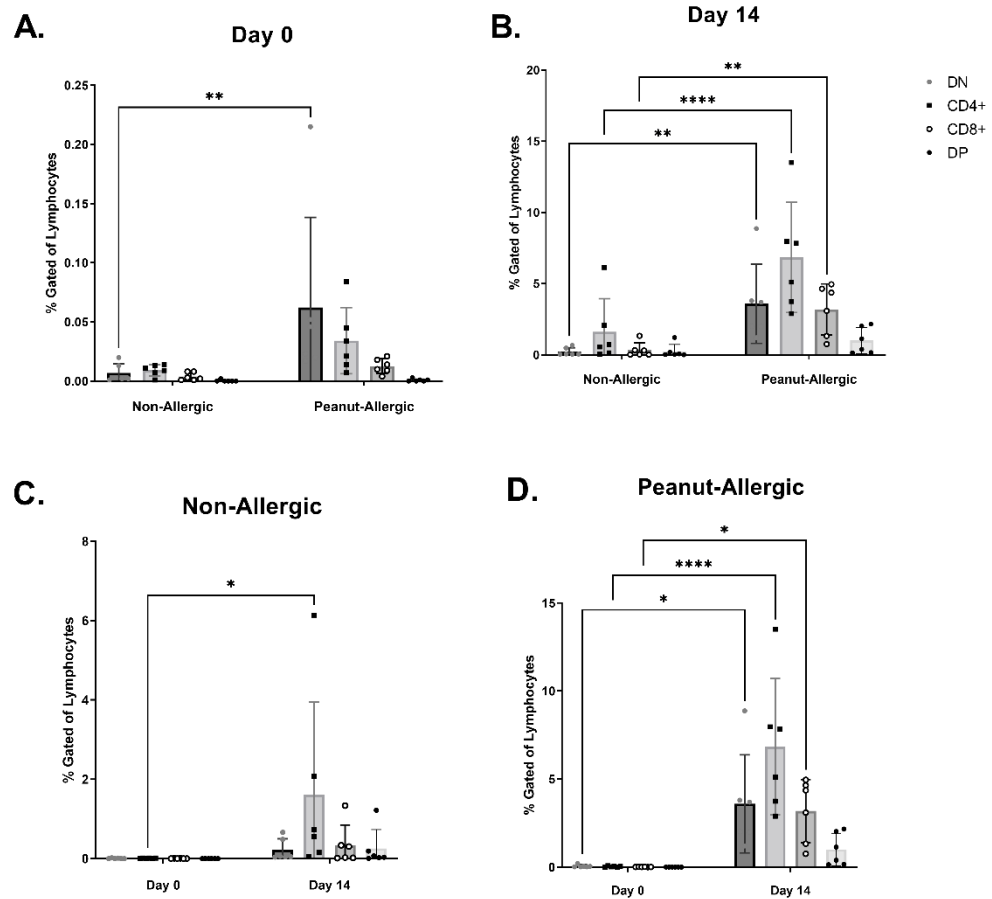 A.
Day 0
% Gated of Lymphocytes
0.25
0.20
0.15
0.10
0.05
0.00
**
Non-Allergic
Peanut-Allergic
B.
Day 14
% Gated of Lymphocytes
20
15
10
5
0
**
****
**
Non-Allergic
Peanut-Allergic
DN
CD4+
CD8+
DP
C.
Non-Allergic
% Gated of Lymphocytes
8
6
4
2
0
*
Day 0
Day 14
D.
Peanut-Allergic
% Gated of Lymphocytes
15
10
5
0
*
****
*
Day 0
Day 14